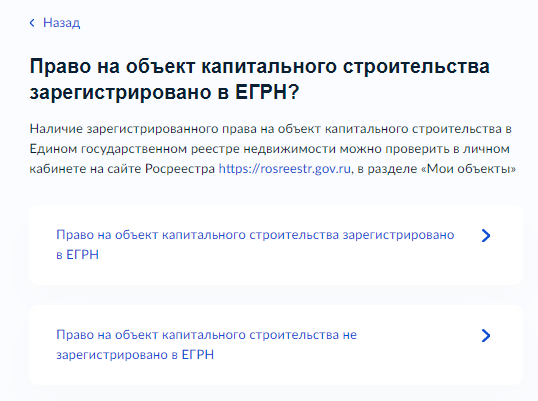 Назад
Право на объект капитального строительства
зарегистрировано в ЕГРН?
Наличие зарегистрированного права на объект капитального строительства в
Едином государственном реестре недвижимости можно проверить в личном
кабинете на сайте Росреестра https://rosreestr.gov.ru, в разделе «Мои объекты»
Право на объект капитального строительства зарегистрировано
в ЕГРН
Право на объект капитального строительства не
зарегистрировано в ЕГРН